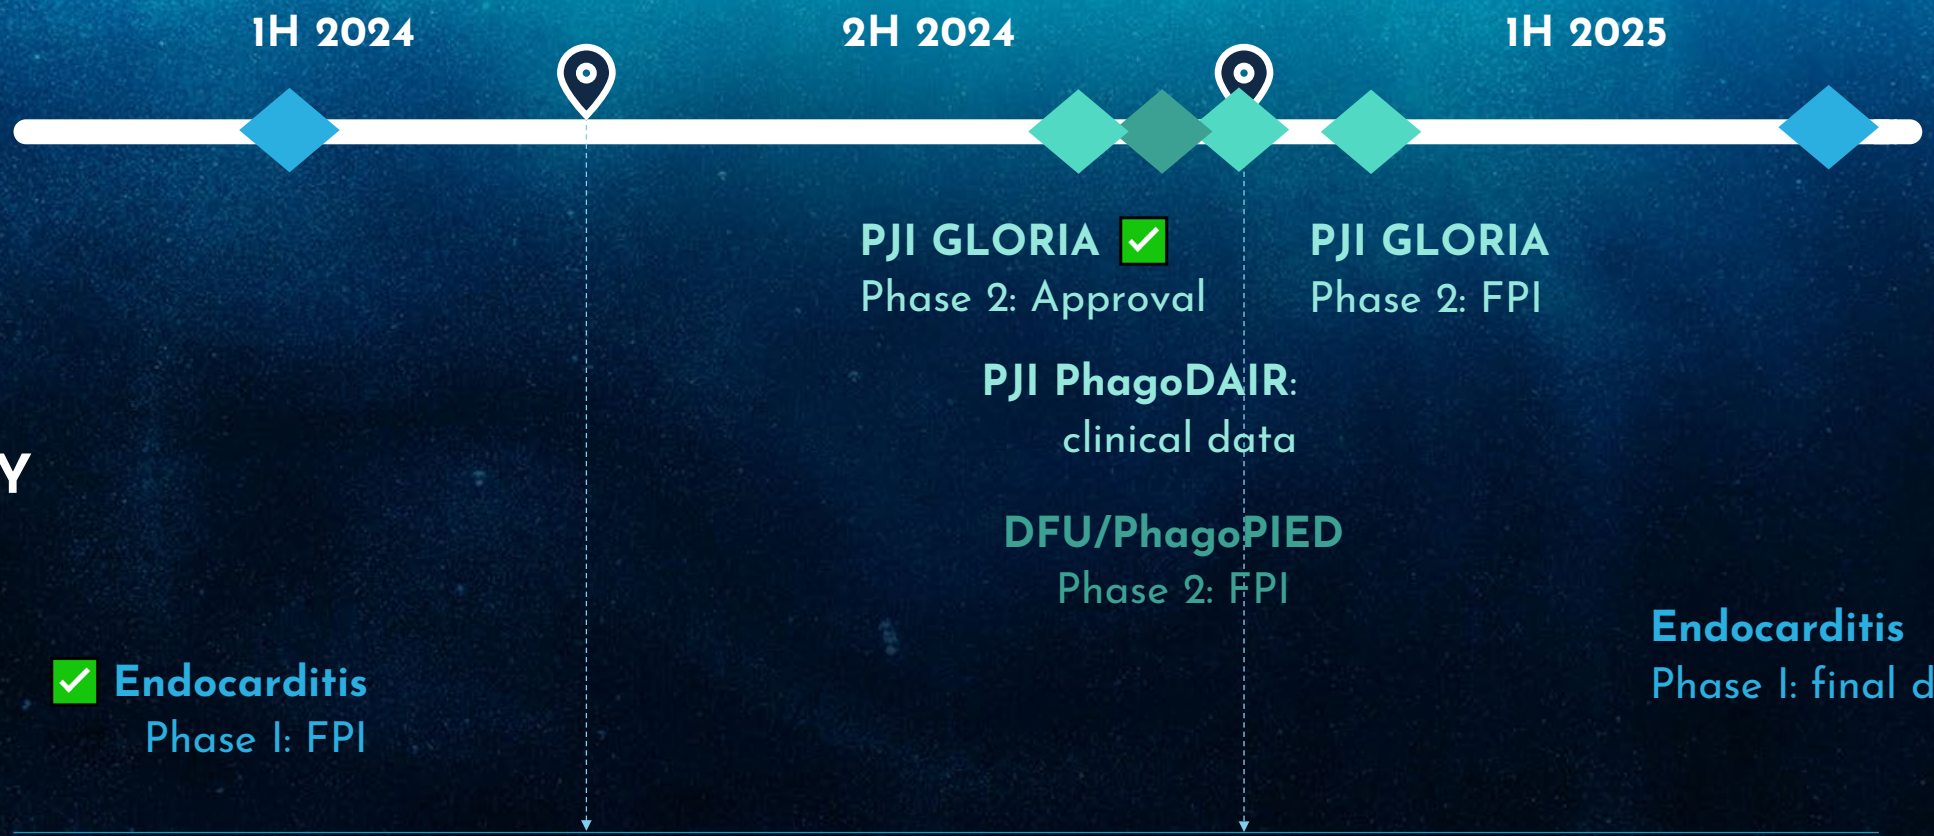 1H 2024
2H 2024
1H 2025
PJI GLORIA
Phase 2: Approval
PJI GLORIA
Phase 2: FPI
PJI PhagoDAIR:
clinical data
Y
DFU/PhagoPIED
Phase 2: FPI
Endocarditis
Phase I: final d
Endocarditis
Phase I: FPI